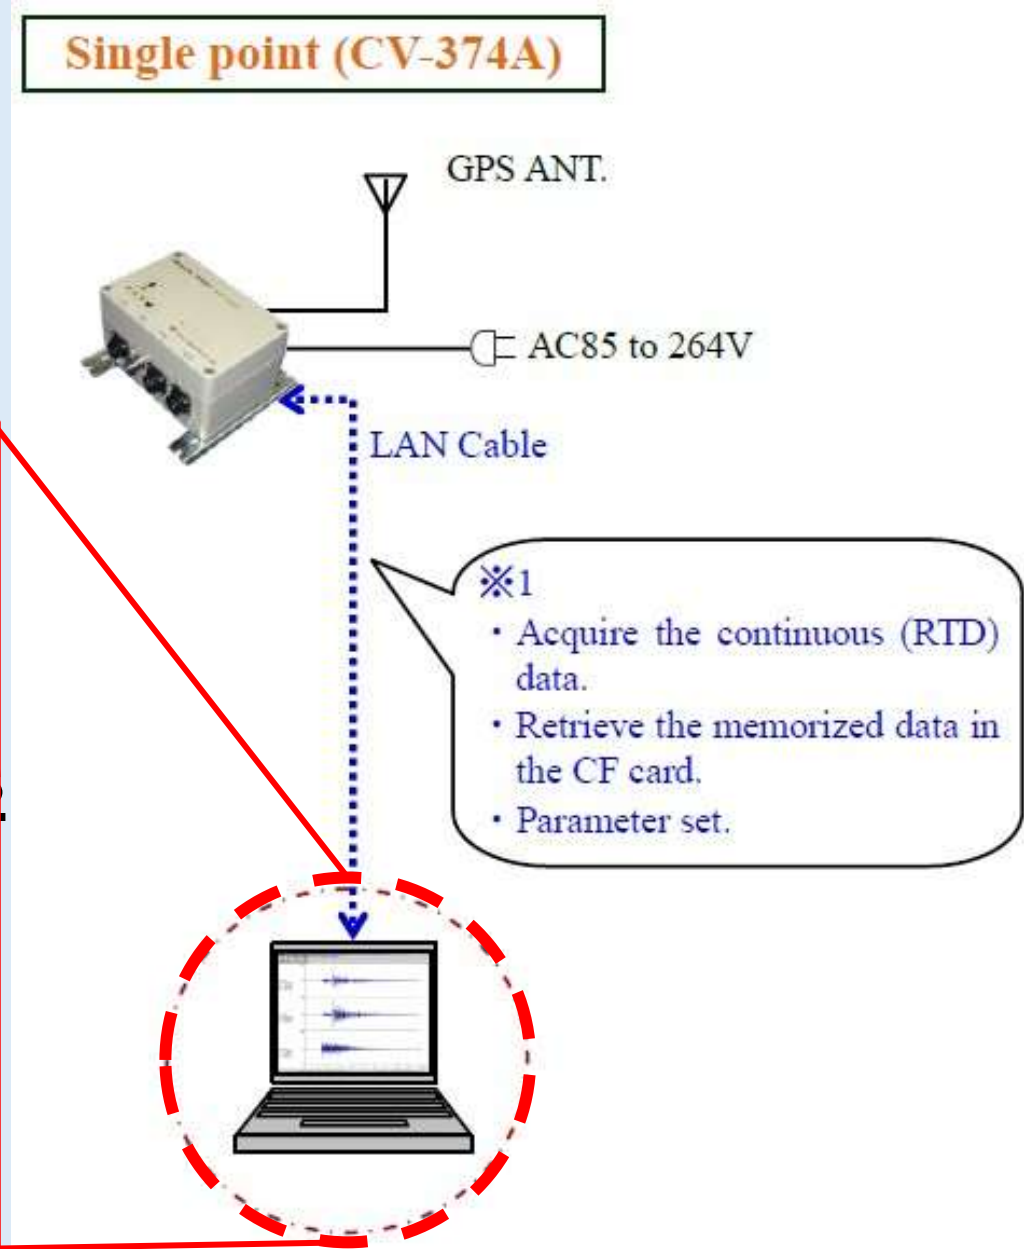 Single point (CV-374A)
GPS ANT.
AC85 to 264V
LAN Cable
※1
・Acquire the continuous (RTD)
data.
・Retrieve the memorized data in
the CF card.
・Parameter set.